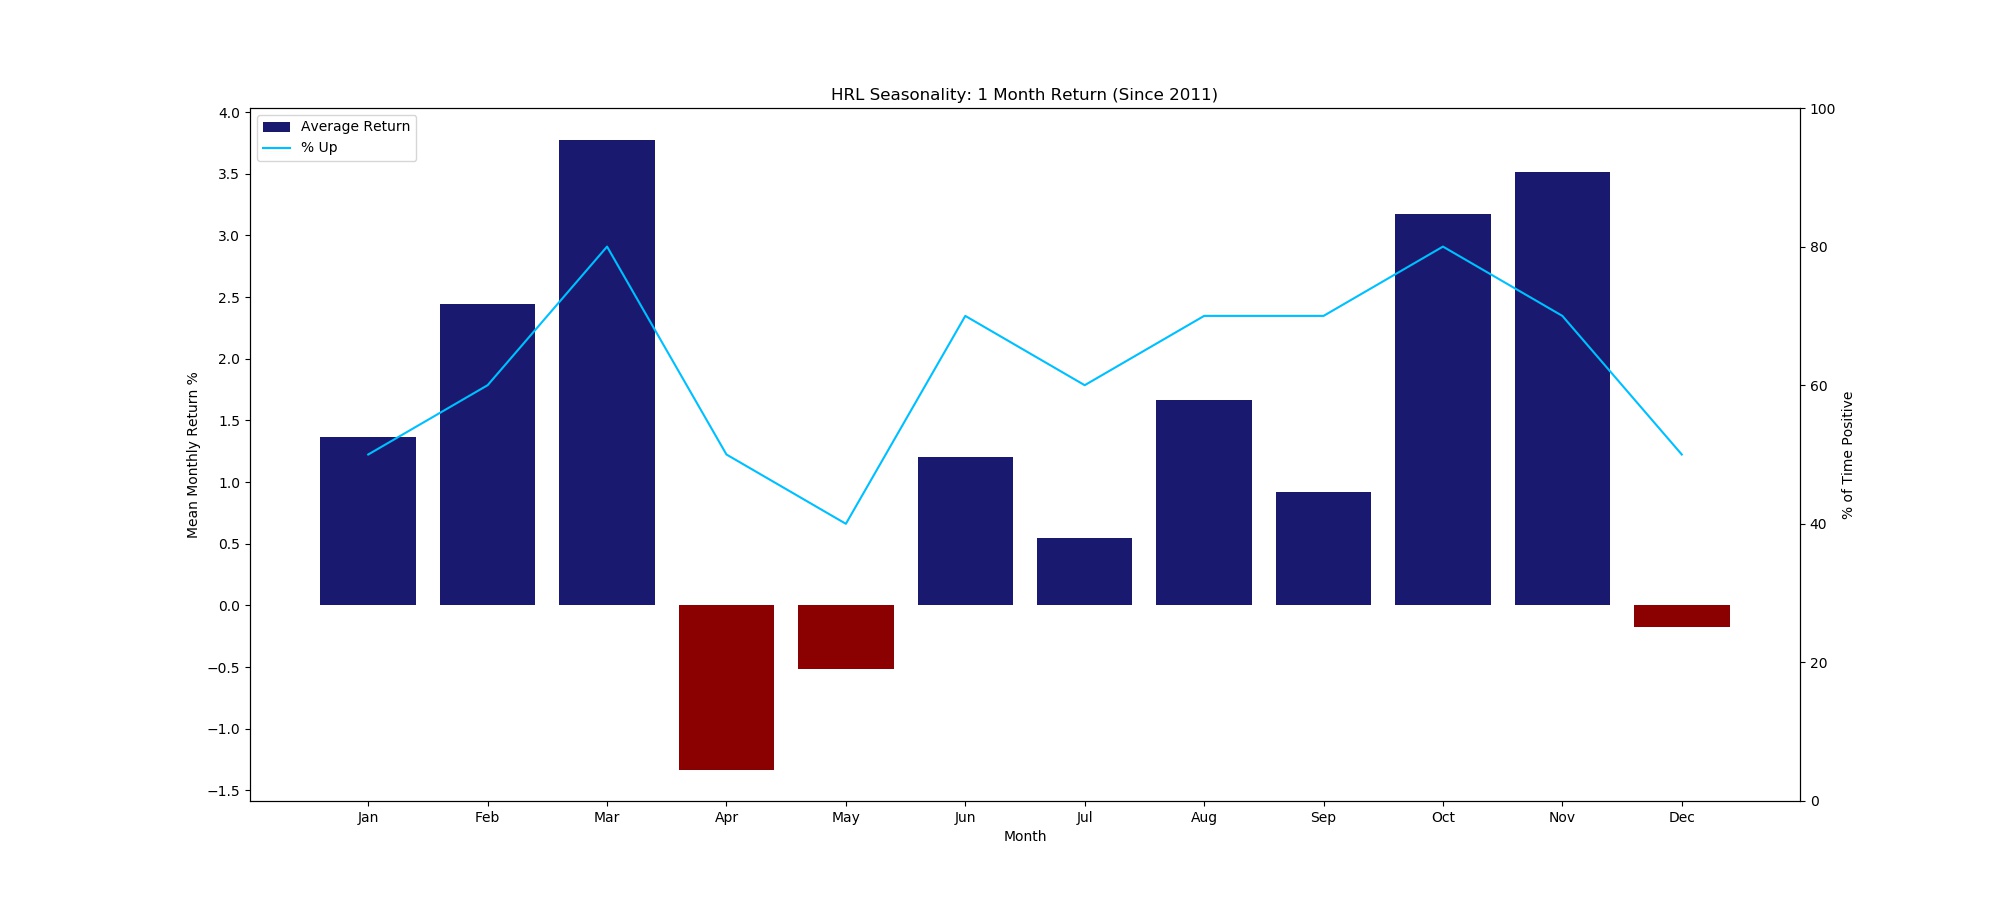 HRL Seasonality: 1 Month Return (Since 2011)
Average Return
% Up
4.0
3.5
3.0
2.5
2.0
1.5
1.0
0.5
0.0
−0.5
−1.0
−1.5
Mean Monthly Return %
100
80
60
40
20
0
% of Time Positive
Jan Feb Mar Apr May Jun Jul Aug Sep Oct Nov Dec
Month